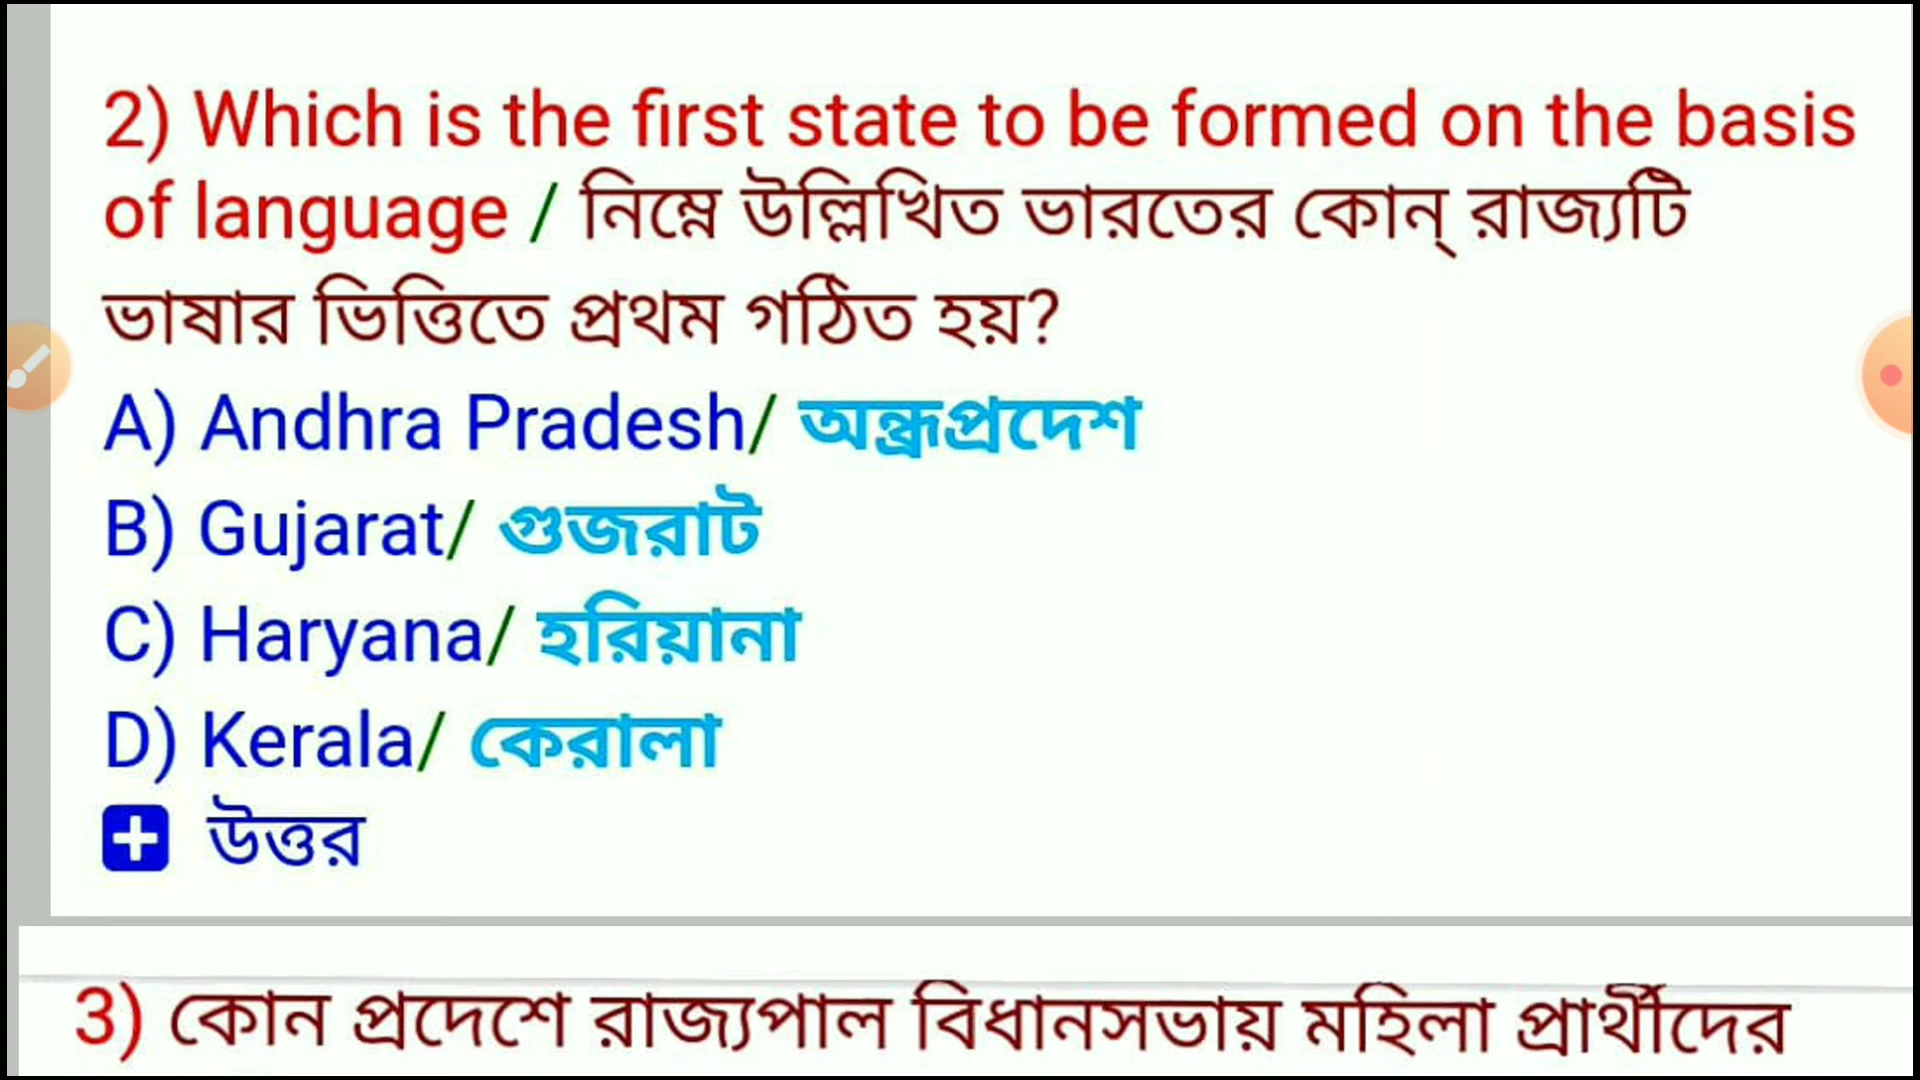 2) Which is the first state to be formed on the basis
of language / নিম্নে উল্লিখিত ভারতের কোন্ রাজ্যটি
ভাষার ভিত্তিতে প্রথম গঠিত হয়?
A) Andhra Pradesh/ অন্ধ্রপ্রদেশ
B) Gujarat/ গুজরাট
C) Haryana/ হরিয়ানা
D) Kerala/ কেরালা
+ উত্তর
3) কোন প্রদেশে রাজ্যপাল বিধানসভায় মহিলা প্রার্থীদের